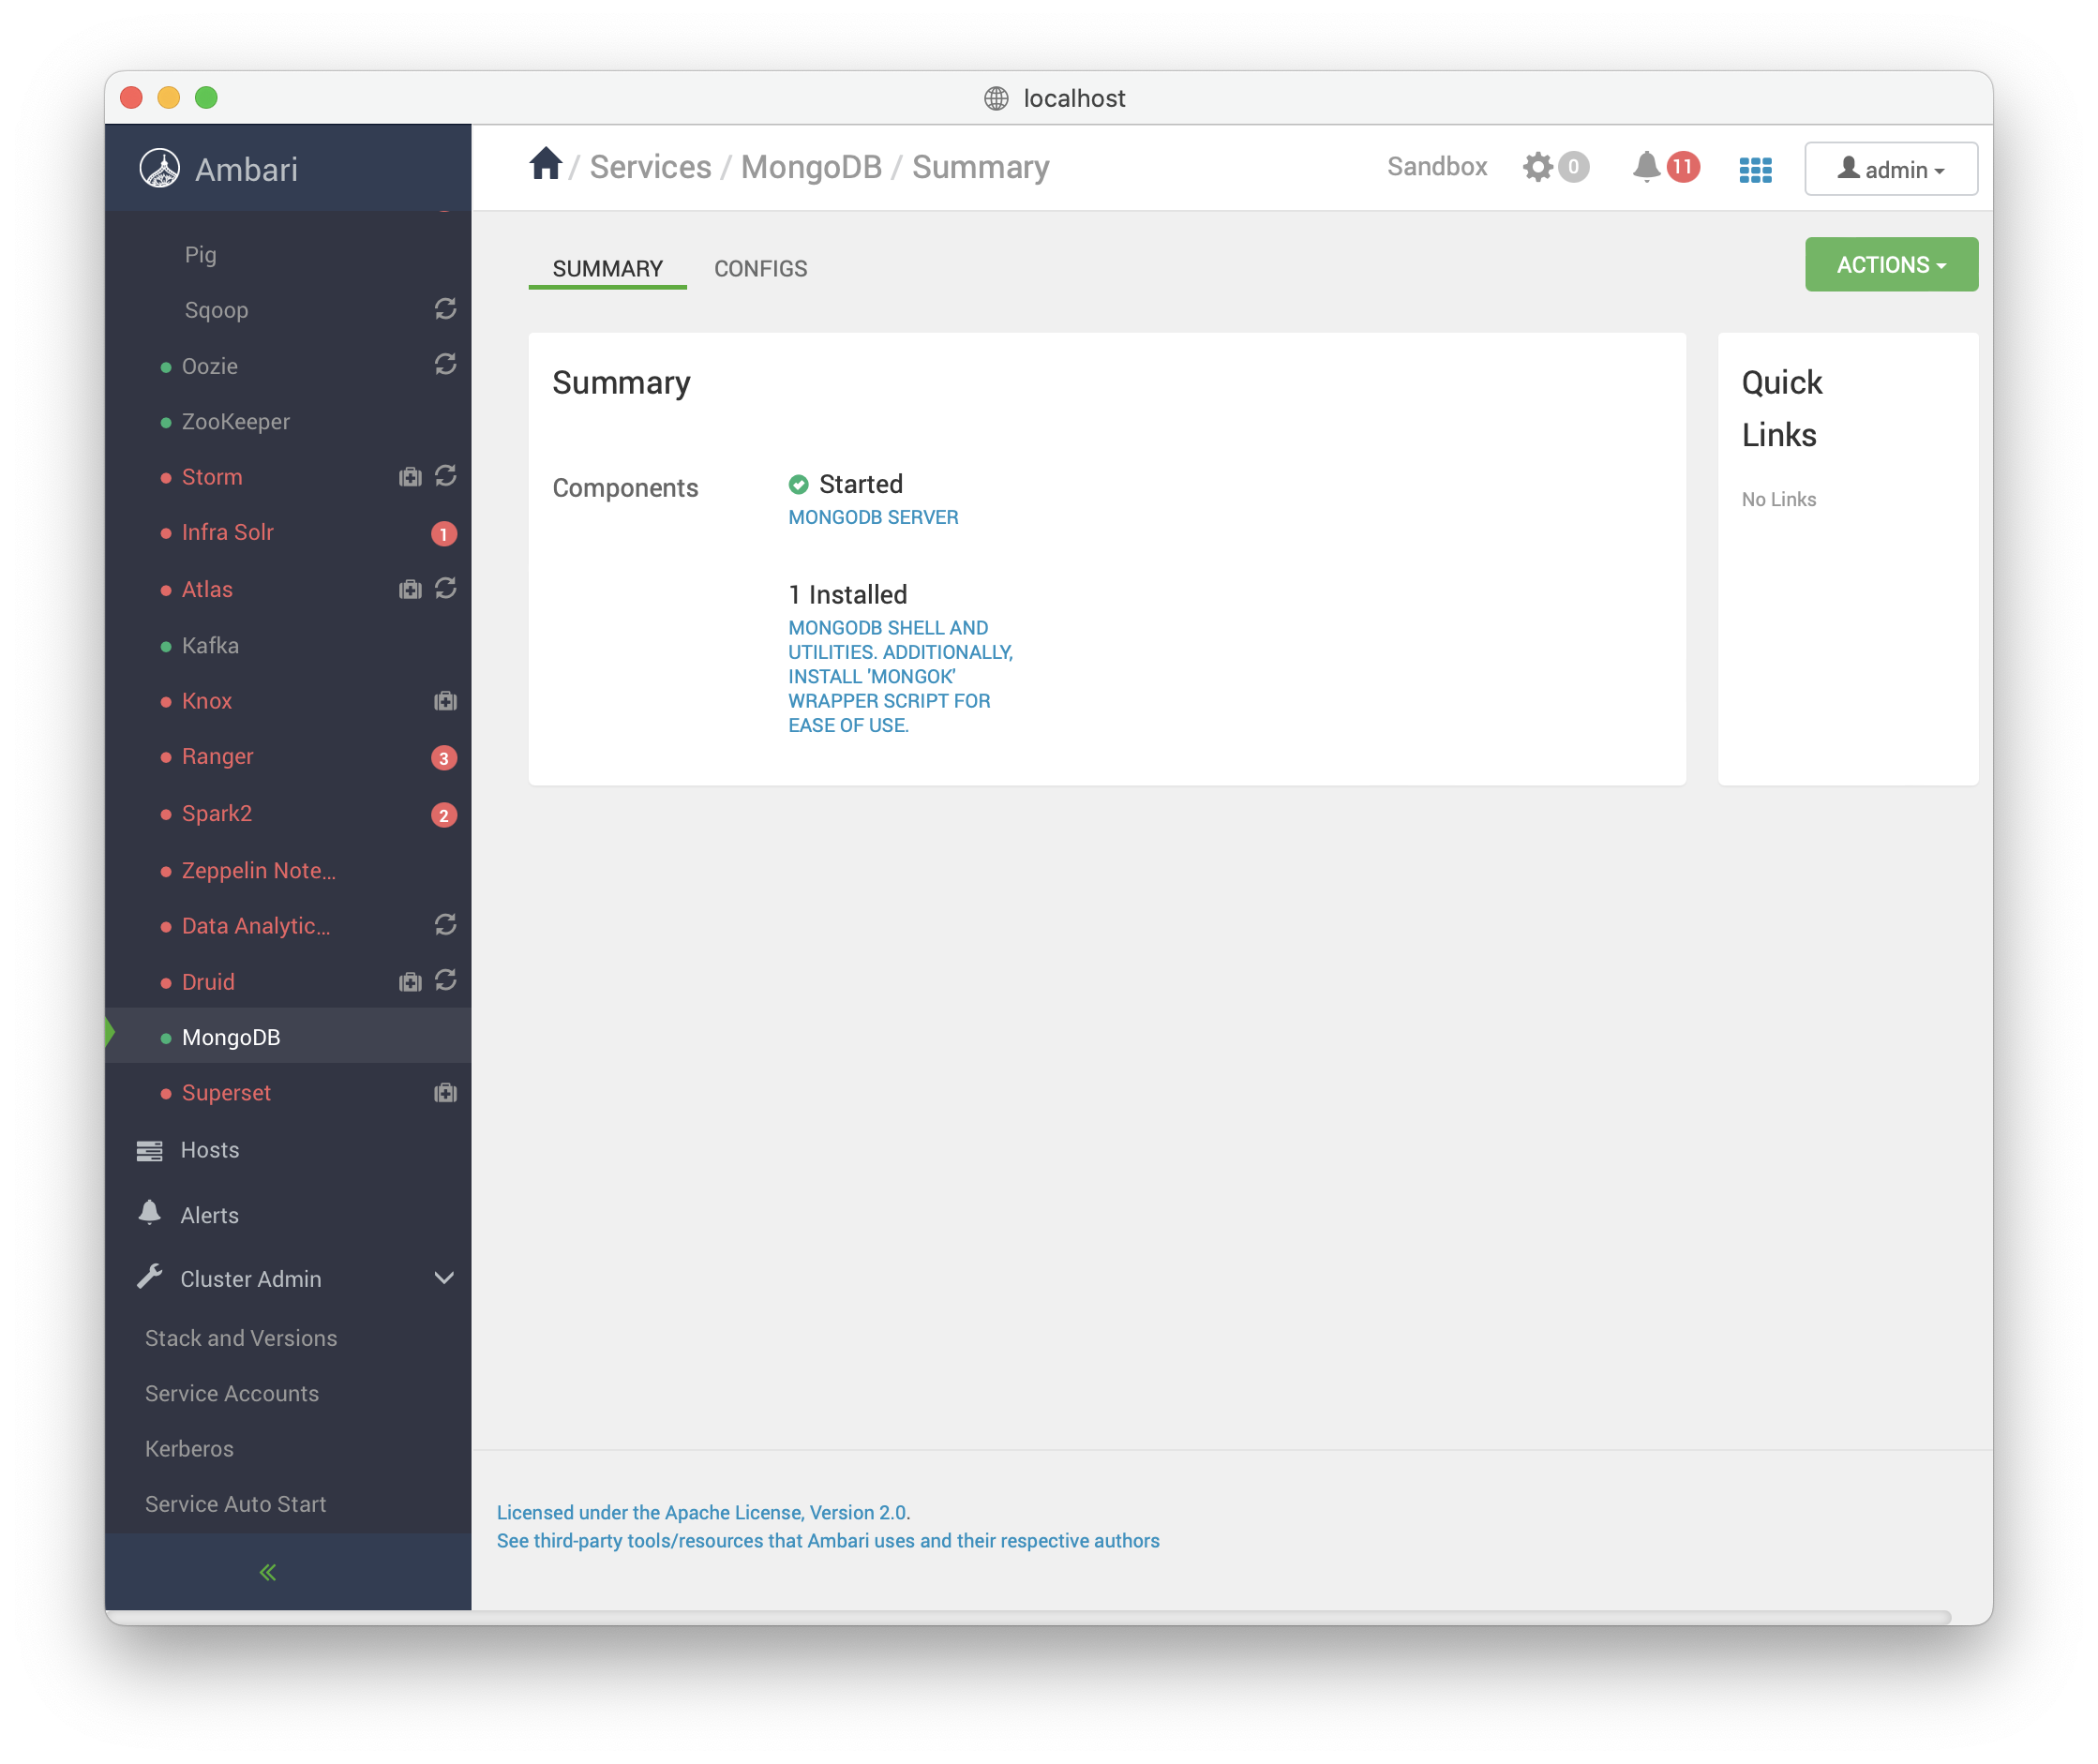 localhost
Ambari
/ Services / MongoDB / Summary
Sandbox
0
11
admin
Pig
Sqoop
Oozie
ZooKeeper
Storm
Infra Solr
1
Atlas
Kafka
Knox
Ranger
3
Spark2
2
Zeppelin Note...
Data Analytic...
Druid
MongoDB
Superset
Hosts
Alerts
Cluster Admin
Stack and Versions
Service Accounts
Kerberos
Service Auto Start
SUMMARY
CONFIGS
ACTIONS
Summary
Components
Started
MONGODB SERVER
1 Installed
MONGODB SHELL AND
UTILITIES. ADDITIONALLY,
INSTALL 'MONGOK'
WRAPPER SCRIPT FOR
EASE OF USE.
Quick
Links
No Links
Licensed under the Apache License, Version 2.0.
See third-party tools/resources that Ambari uses and their respective authors